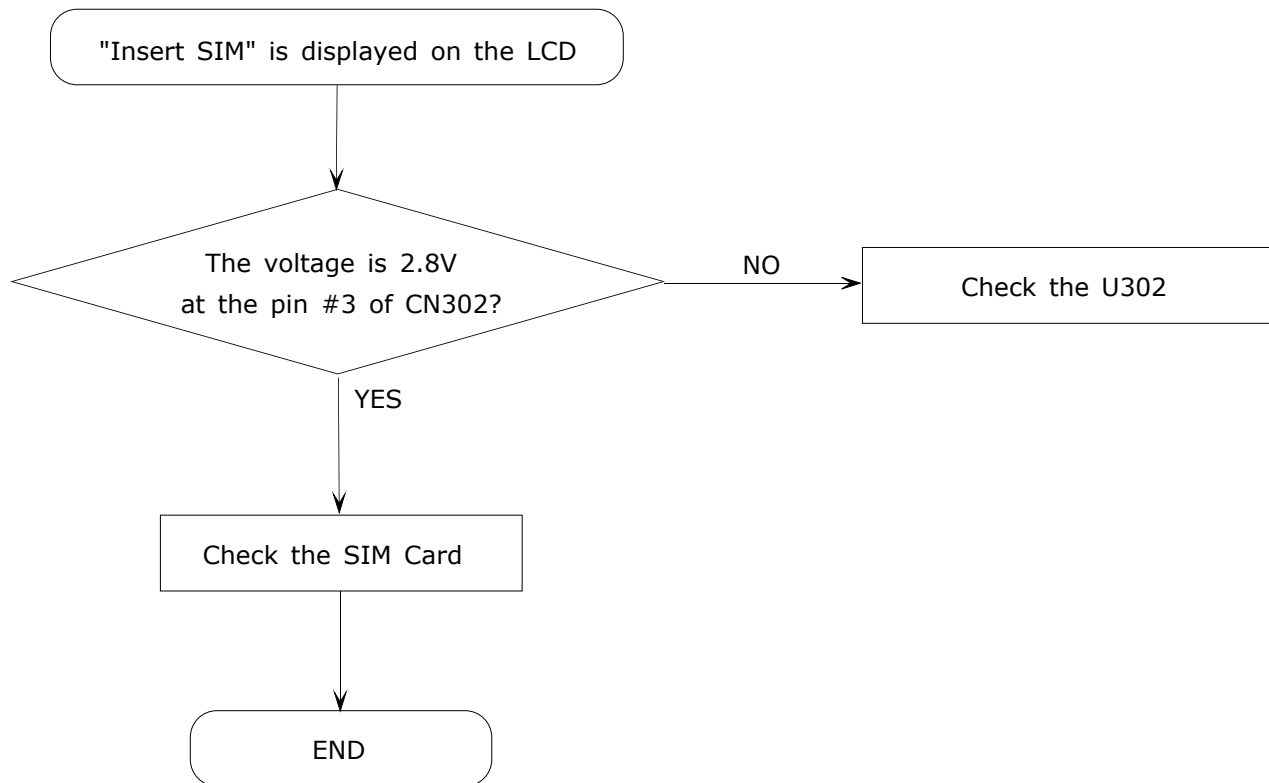 "Insert SIM" is displayed on the LCD
The voltage is 2.8V
at the pin #3 of CN302?
NO
Check the U302
YES
Check the SIM Card
END